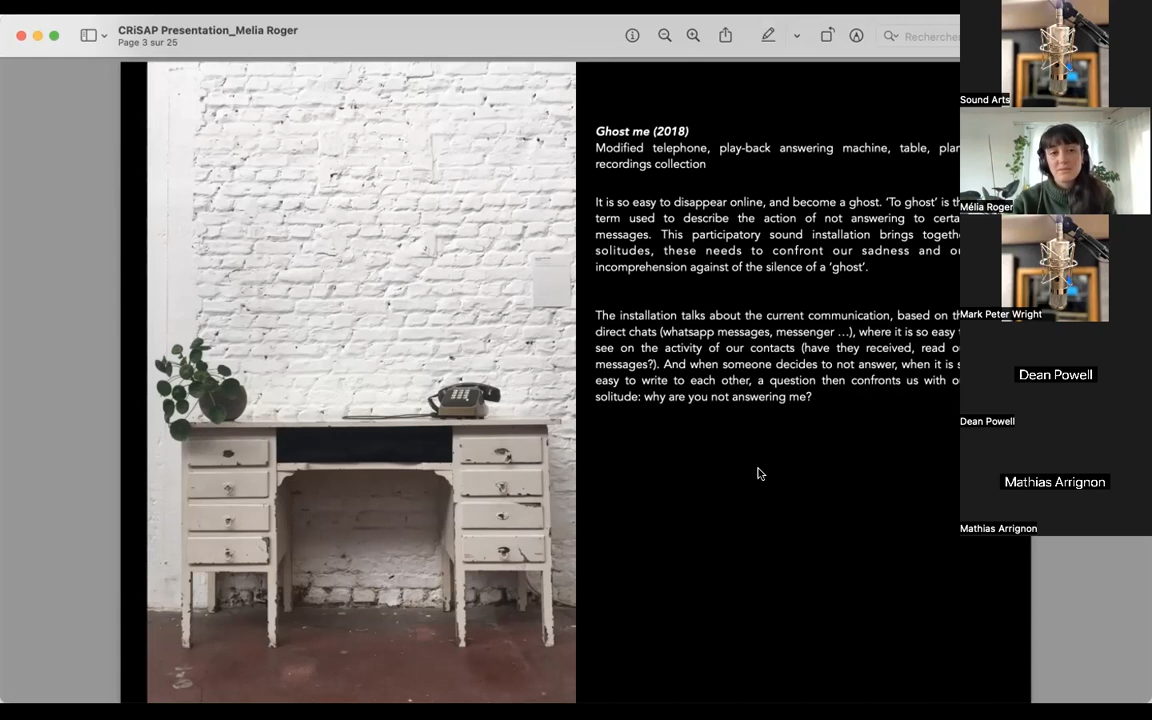 CRiSAP Presentation_Melia Roger
Page 3 sur 25
Rechercher
Ghost me (2018)
Modified telephone, play-back answering machine, table,
recordings collection
It is so easy to disappear online, and become a ghost. ‘To ghost’ is
term used to describe the action of not answering to
messages. This participatory sound installation brings
solitudes, these needs to confront our sadness and
incomprehension against of the silence of a ‘ghost’.
The installation talks about the current communication, based on
direct chats (whatsapp messages, messenger ...), where it is so easy
see on the activity of our contacts (have they received, read
messages?). And when someone decides to not answer, when it is
easy to write to each other, a question then confronts us with
solitude: why are you not answering me?
Sound Arts
Mélia Roger
Mark Peter Wright
Dean Powell
Dean Powell
Mathias Arrignon
Mathias Arrignon